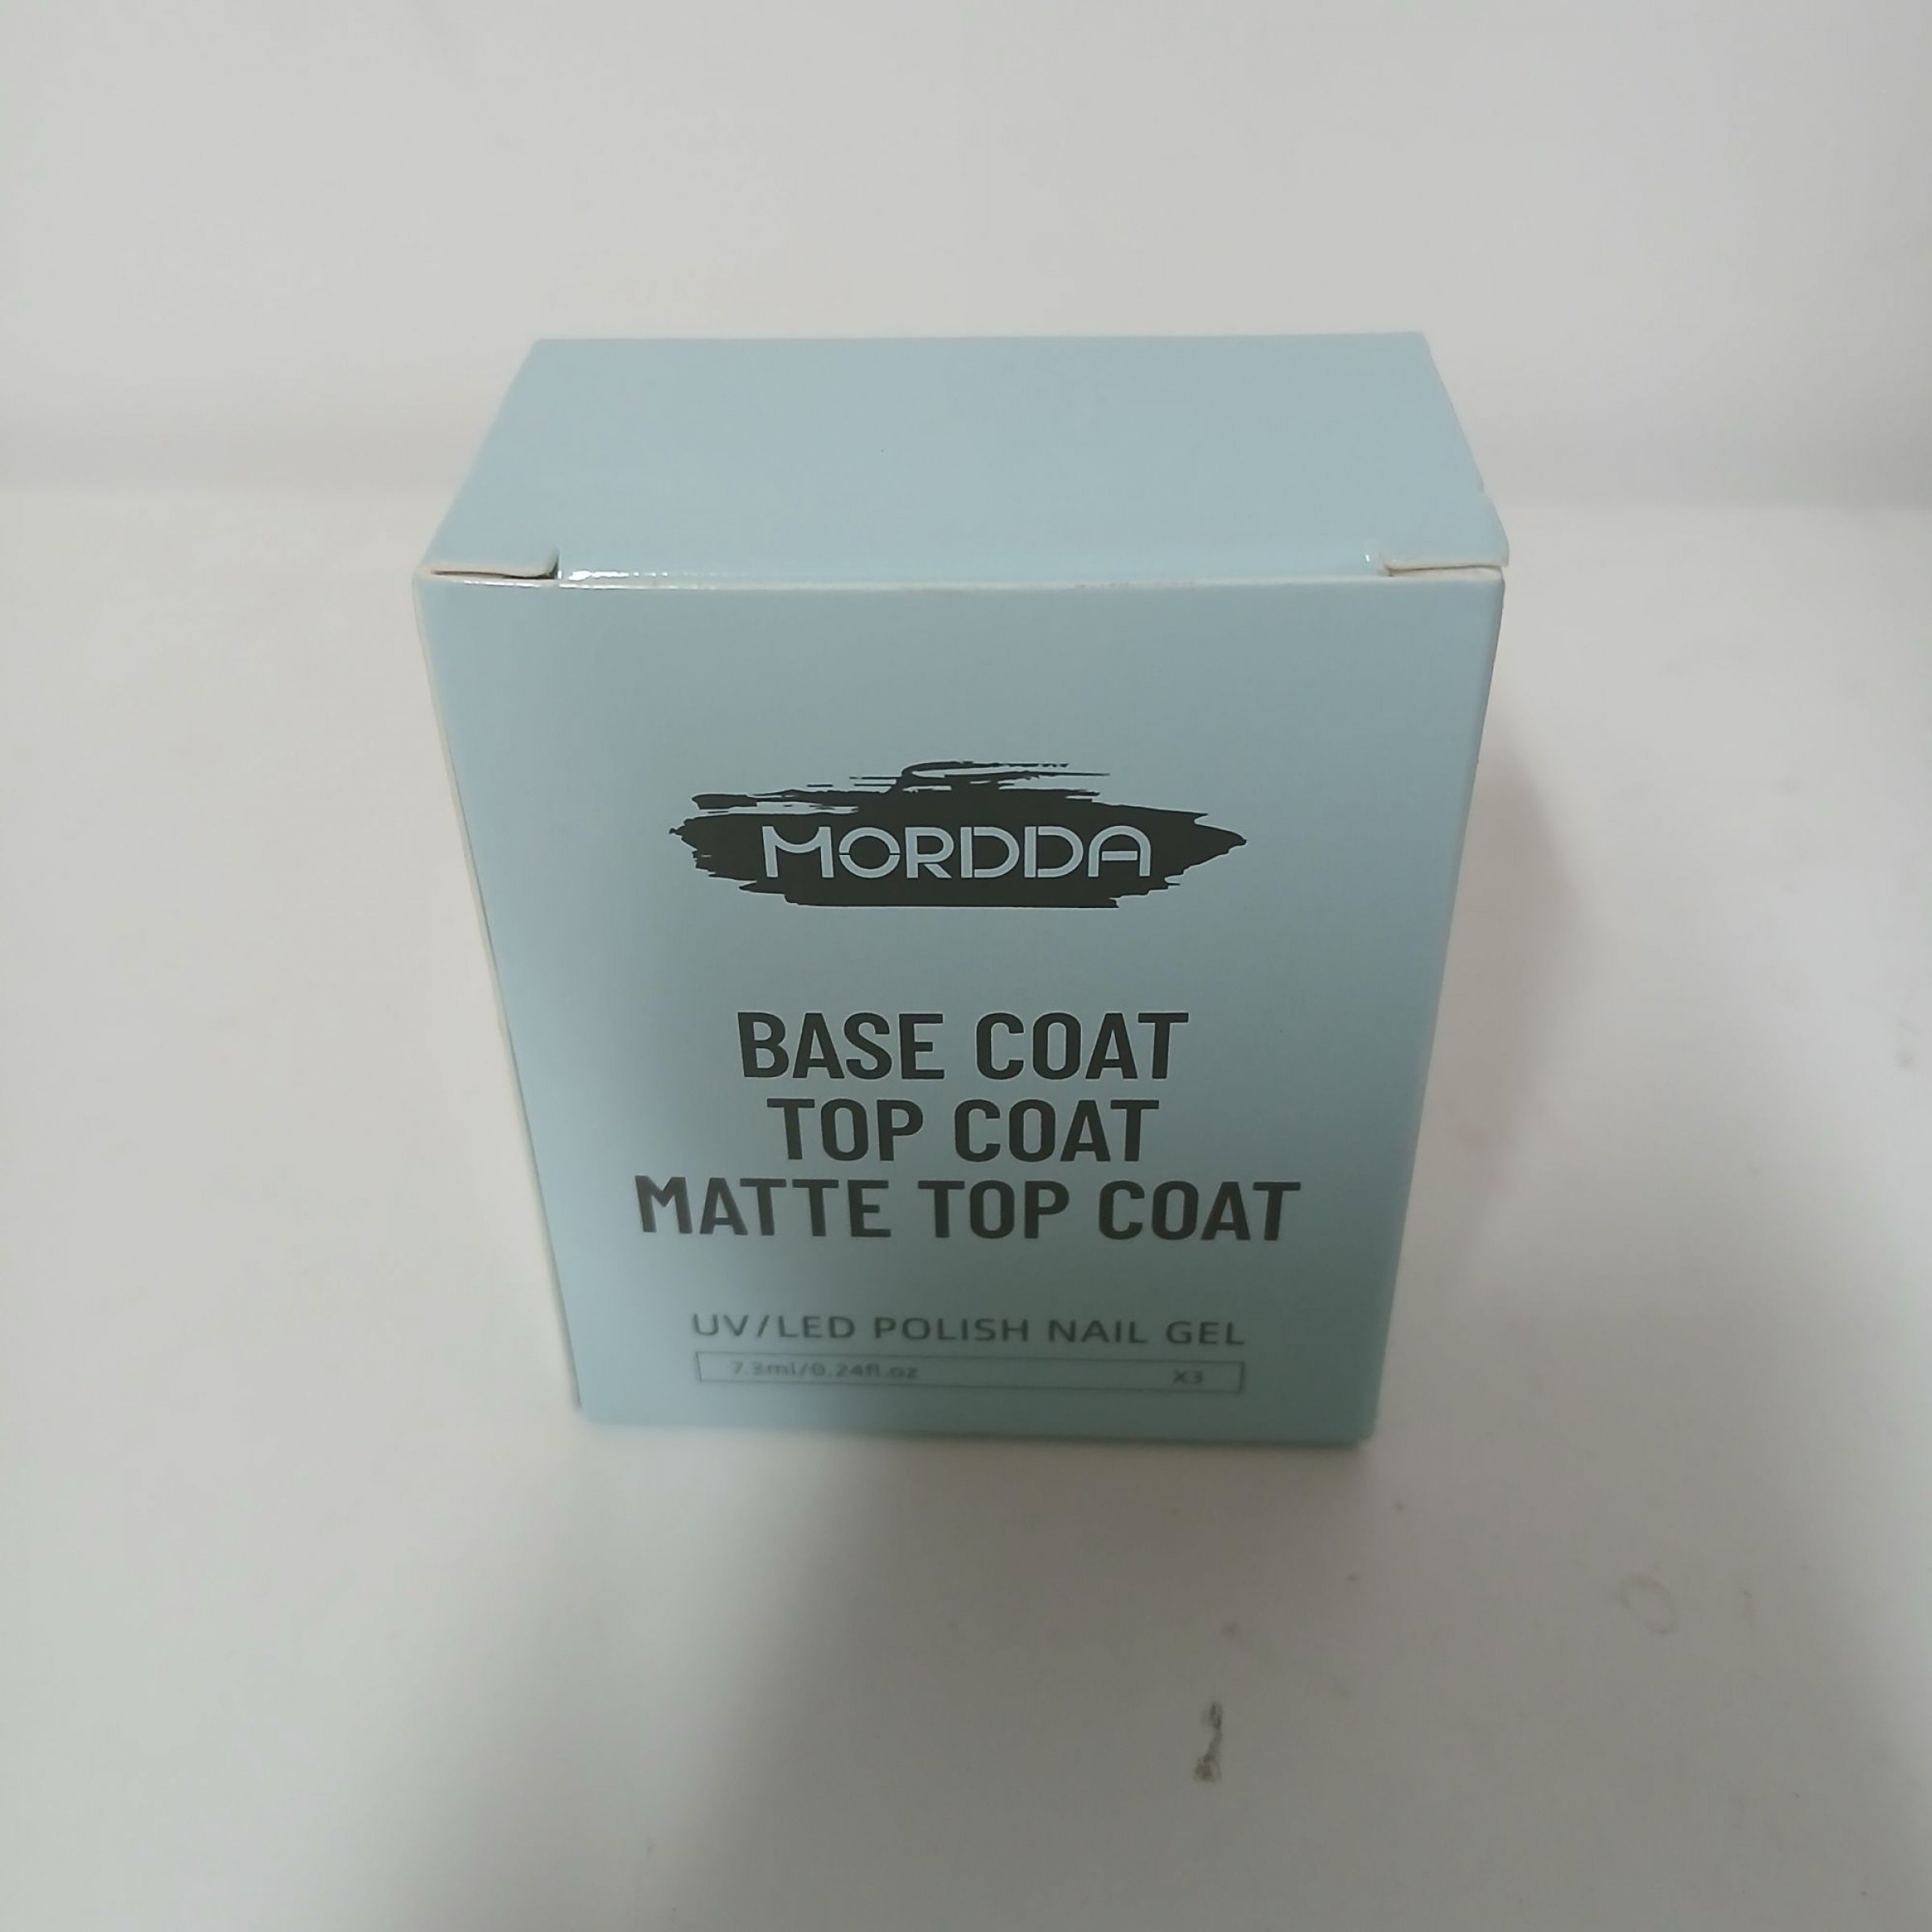 MORDDA
BASE COAT
TOP COAT
MATTE TOP COAT
UV/LED POLISH NAIL GEL
7.3ml/0.24fl.oz X3